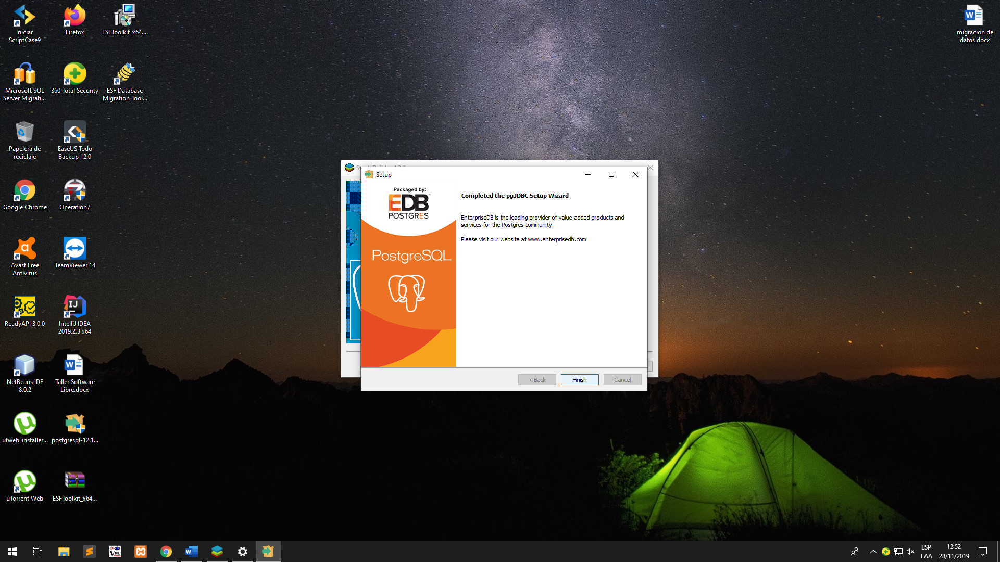 Iniciar
ScriptCase9
Firefox
ESFToolkit_x64....
migracion de
datos.docx
Microsoft SQL
Server Migrati...
360 Total Security
ESF Database
Migration Tool...
Papelera de
reciclaje
EaseUS Todo
Backup 12.0
Google Chrome
Operation7
Avast Free
Antivirus
TeamViewer 14
ReadyAPI 3.0.0
IntelliJ IDEA
2019.2.3 x64
NetBeans IDE
8.0.2
Taller Software
Libre.docx
utweb_installer...
postgresql-12.1...
uTorrent Web
ESFToolkit_x64...
Setup
Packaged by:
EDB
POSTGRES
PostgreSQL
Completed the pgJDBC Setup Wizard
EnterpriseDB is the leading provider of value-added products and
services for the Postgres community.
Please visit our website at www.enterprisedb.com
< Back
Finish
Cancel
ESP
LAA
12:52
28/11/2019